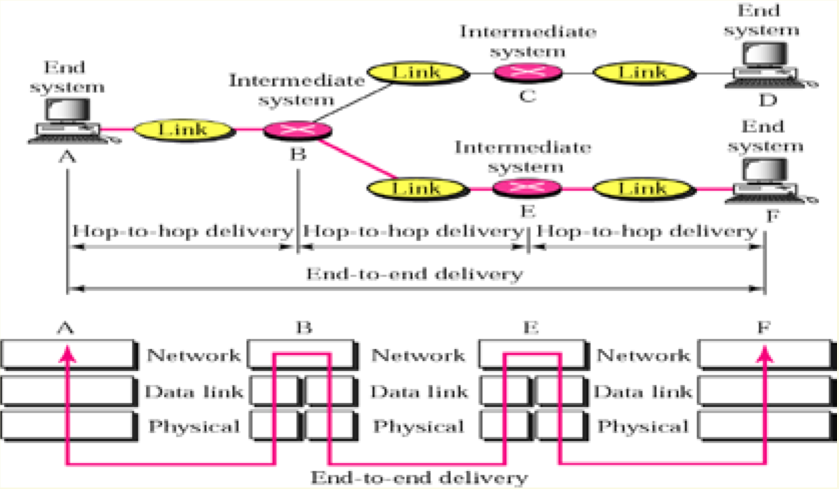 End
system
Intermediate
system
Link
C
Link
D
End
system
A
Link
Intermediate
system
B
End
system
Intermediate
system
Link
E
Link
F
Hop-to-hop delivery
Hop-to-hop delivery
Hop-to-hop delivery
End-to-end delivery
A
B
E
F
Network
Network
Network
Data link
Data link
Data link
Physical
Physical
Physical
End-to-end delivery